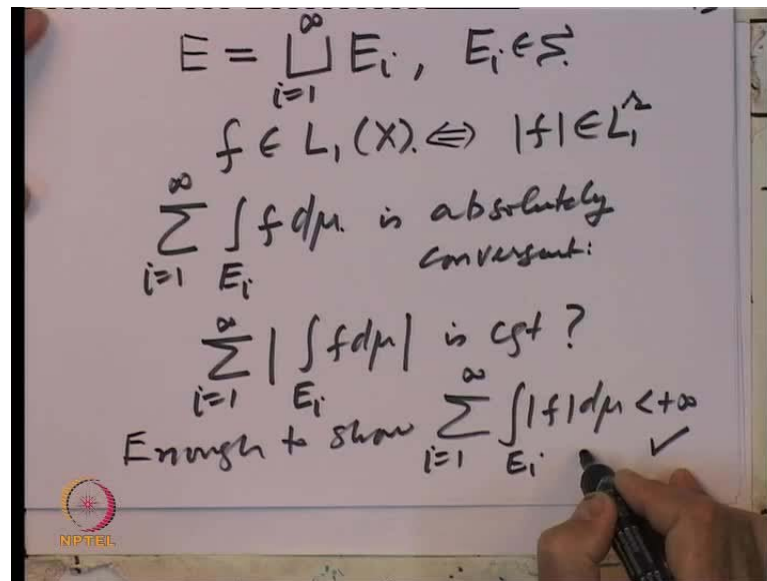 E = ⨆_{i=1}^{∞} E_i, E_i ∈ S.
f ∈ L_1(X). ⇔ |f| ∈ L_1
∑_{i=1}^{∞} ∫_{E_i} f dμ. is absolutely
convergent:
∑_{i=1}^{∞} | ∫_{E_i} f dμ | is cgt ?
Enough to show ∑_{i=1}^{∞} ∫_{E_i} |f| dμ < +∞ ✓
NPTEL